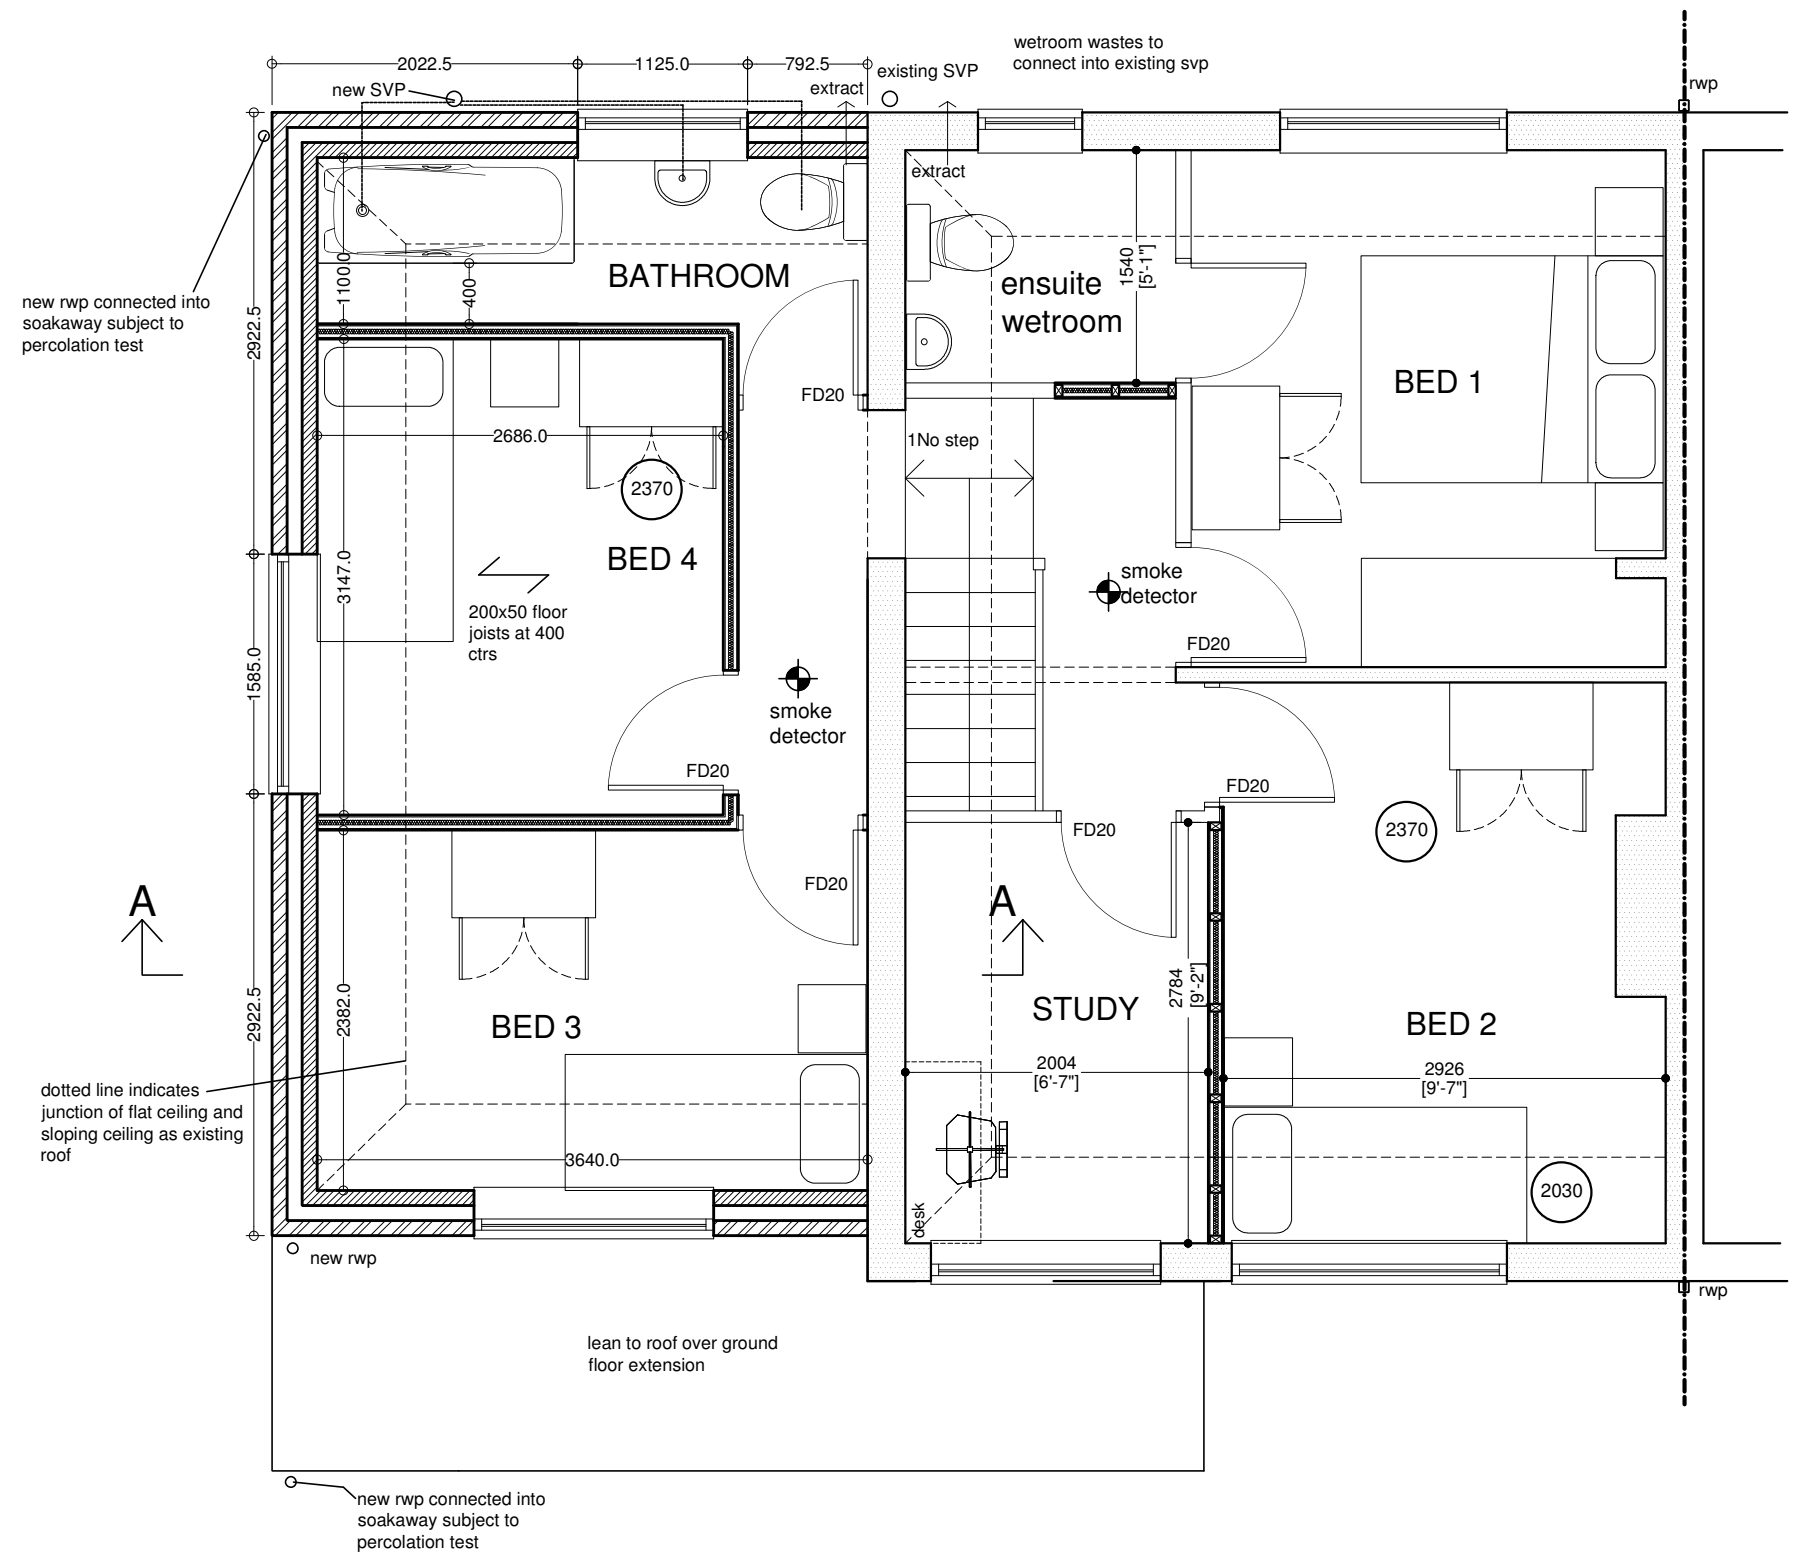 wetroom wastes to
connect into existing svp
2022.5
1125.0
792.5
existing SVP
rwp
new SVP
extract
extract
new rwp connected into
soakaway subject to
percolation test
2922.5
1100.0
400
BATHROOM
1540
[5'-1"]
ensuite
wetroom
BED 1
FD20
2686.0
1No step
2370
BED 4
3147.0
200x50 floor
joists at 400
ctrs
smoke
detector
FD20
1585.0
smoke
detector
FD20
FD20
FD20
2370
FD20
A
A
2922.5
2382.0
BED 3
STUDY
2784
[9'-2"]
BED 2
2004
[6'-7"]
2926
[9'-7"]
dotted line indicates
junction of flat ceiling and
sloping ceiling as existing
roof
3640.0
desk
2030
new rwp
rwp
lean to roof over ground
floor extension
new rwp connected into
soakaway subject to
percolation test